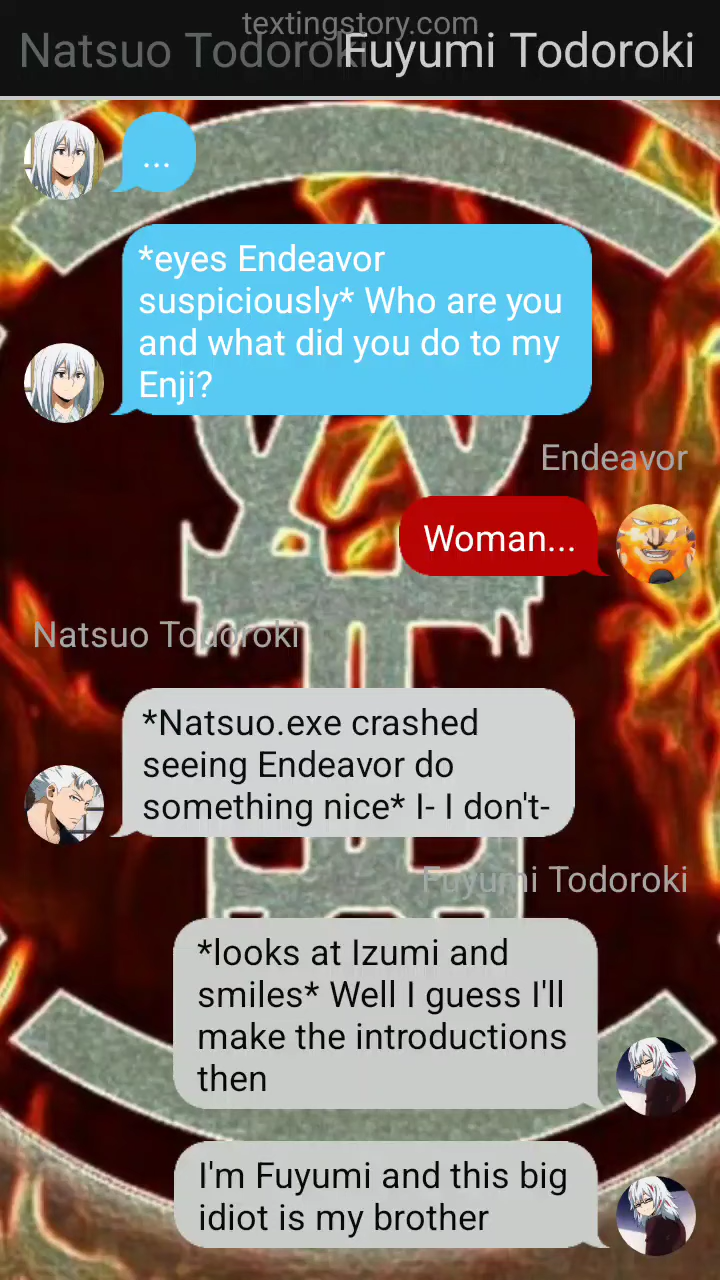 textingstory.com
Natsuo Todoroki
Fuyumi Todoroki
...
*eyes Endeavor
suspiciously* Who are you
and what did you do to my
Enji?
Endeavor
Woman...
Natsuo Todoroki
*Natsuo.exe crashed
seeing Endeavor do
something nice* I- I don't-
Fuyumi Todoroki
*looks at Izumi and
smiles* Well I guess I'll
make the introductions
then
I'm Fuyumi and this big
idiot is my brother